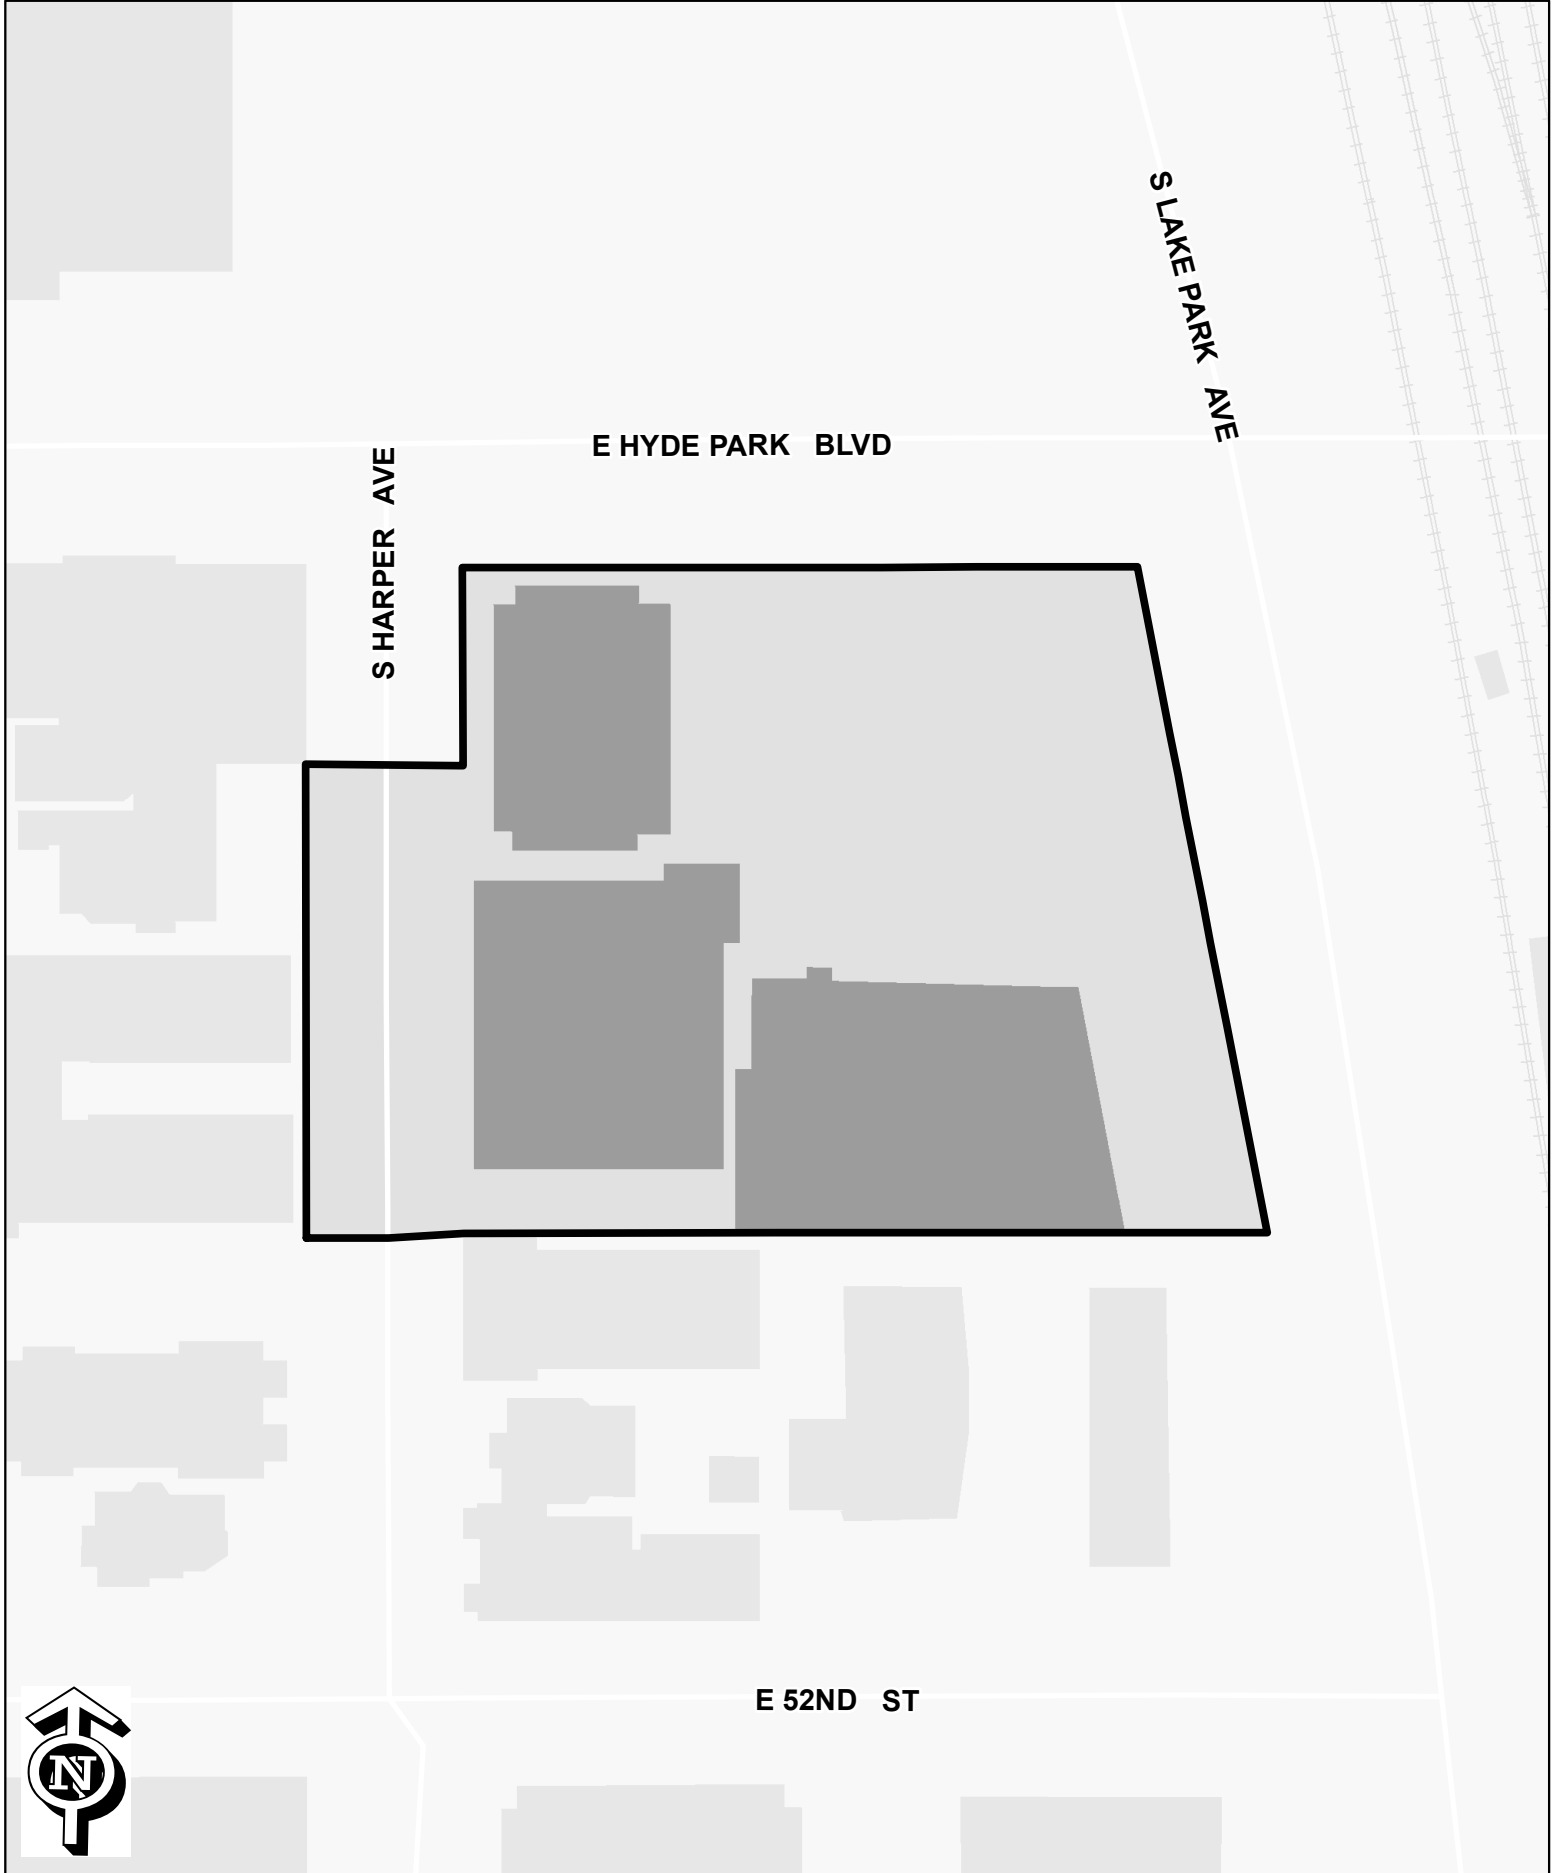 S LAKE PARK AVE
E HYDE PARK BLVD
S HARPER AVE
E 52ND ST
N